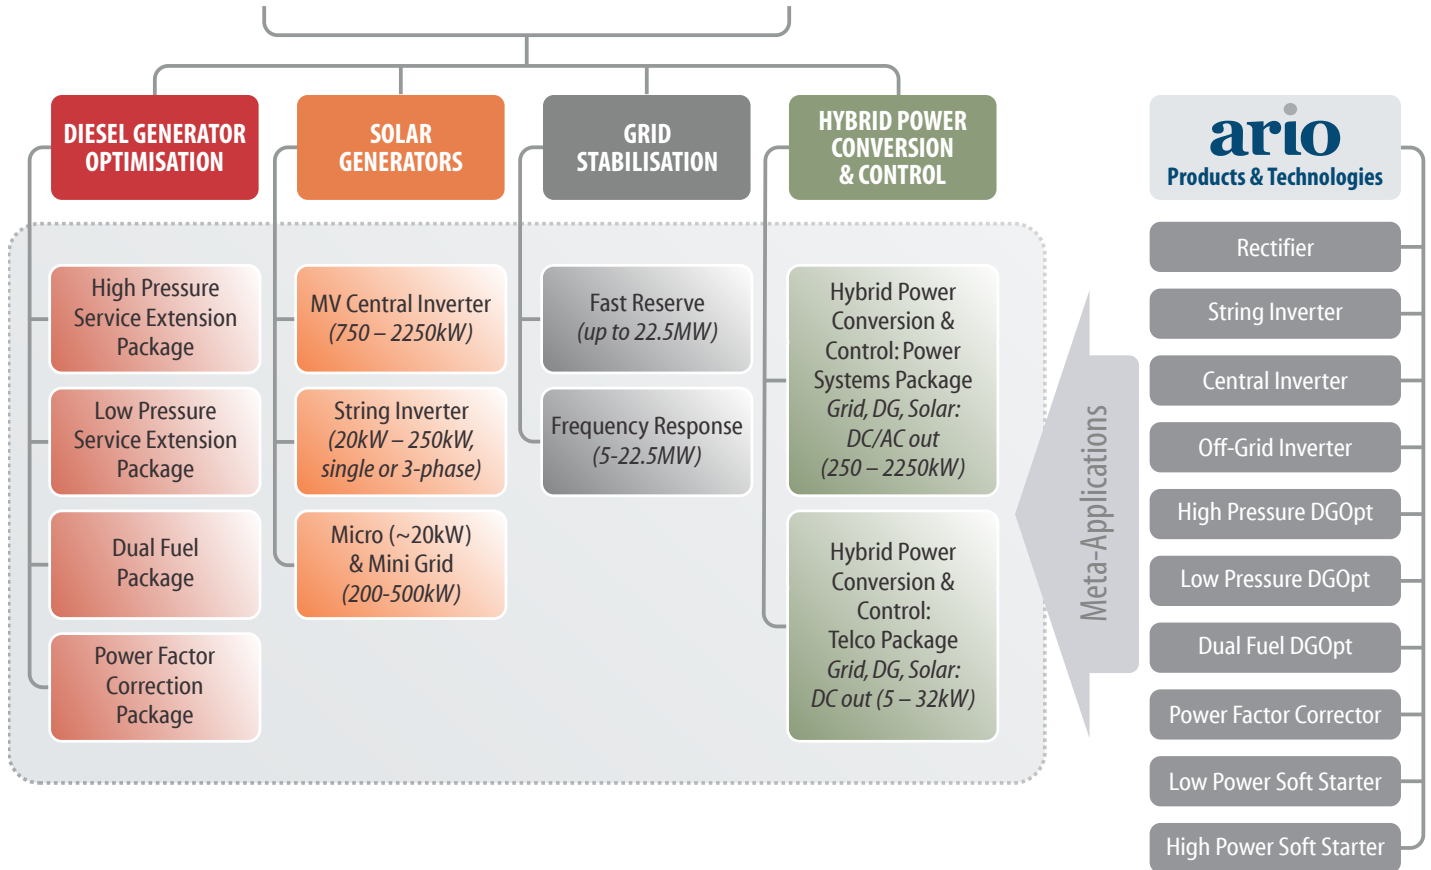 DIESEL GENERATOR
OPTIMISATION
High Pressure
Service Extension
Package
Low Pressure
Service Extension
Package
Dual Fuel
Package
Power Factor
Correction
Package
SOLAR
GENERATORS
MV Central Inverter
(750 – 2250kW)
String Inverter
(20kW – 250kW,
single or 3-phase)
Micro (~20kW)
& Mini Grid
(200-500kW)
GRID
STABILISATION
Fast Reserve
(up to 22.5MW)
Frequency Response
(5-22.5MW)
HYBRID POWER
CONVERSION
& CONTROL
Hybrid Power
Conversion &
Control: Power
Systems Package
Grid, DG, Solar:
DC/AC out
(250 – 2250kW)
Hybrid Power
Conversion &
Control:
Telco Package
Grid, DG, Solar:
DC out (5 – 32kW)
Meta-Applications
ario
Products & Technologies
Rectifier
String Inverter
Central Inverter
Off-Grid Inverter
High Pressure DGOpt
Low Pressure DGOpt
Dual Fuel DGOpt
Power Factor Corrector
Low Power Soft Starter
High Power Soft Starter